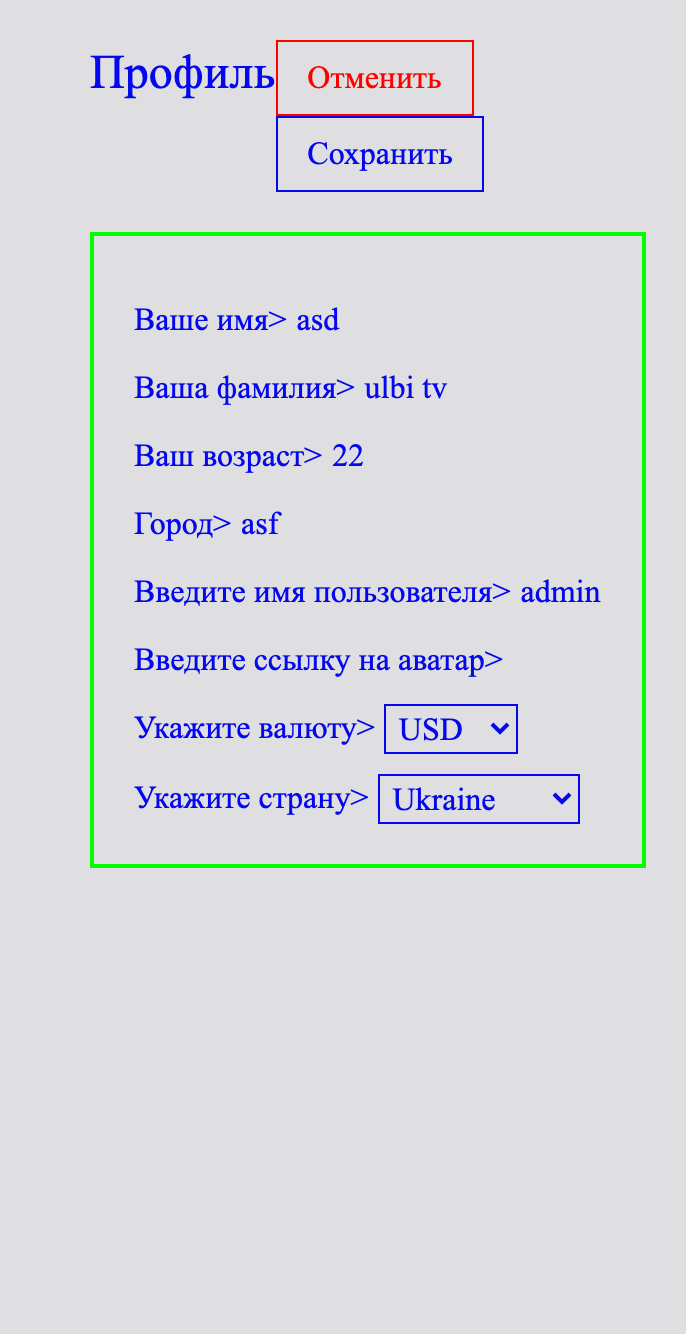 Профиль Отменить
Сохранить
Ваше имя> asd
Ваша фамилия> ulbi tv
Ваш возраст> 22
Город> asf
Введите имя пользователя> admin
Введите ссылку на аватар>
Укажите валюту> USD
Укажите страну> Ukraine